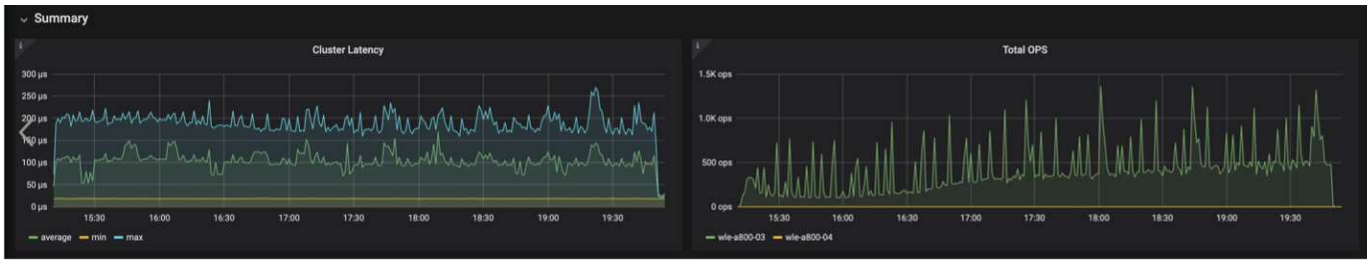 Summary
Cluster Latency
300 µs
250 µs
200 µs
150 µs
100 µs
50 µs
0 µs
15:30 16:00 16:30 17:00 17:30 18:00 18:30 19:00 19:30
average min max
Total OPS
1.5K ops
1.0K ops
500 ops
0 ops
15:30 16:00 16:30 17:00 17:30 18:00 18:30 19:00 19:30
wle-a800-03 wle-a800-04